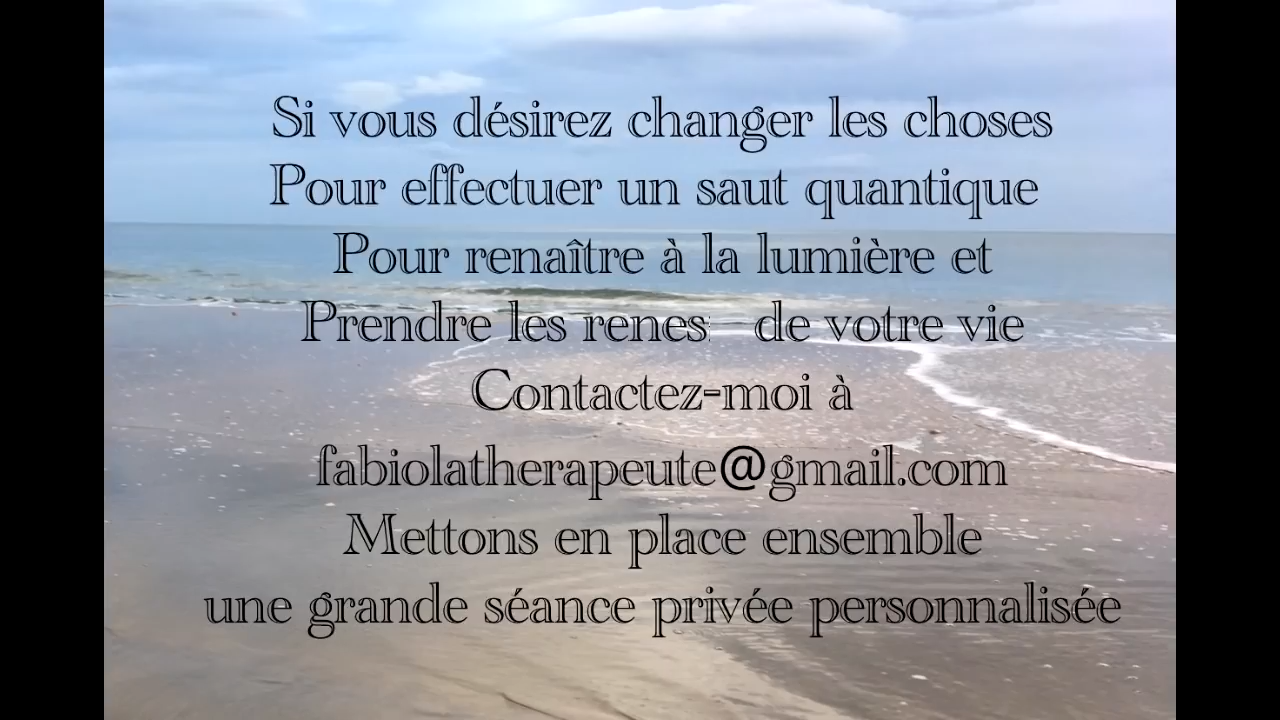 Si vous désirez changer les choses
Pour effectuer un saut quantique
Pour renaître à la lumière et
Prendre les renes de votre vie
Contactez-moi à
fabiolatherapeute@gmail.com
Mettons en place ensemble
une grande séance privée personnalisée